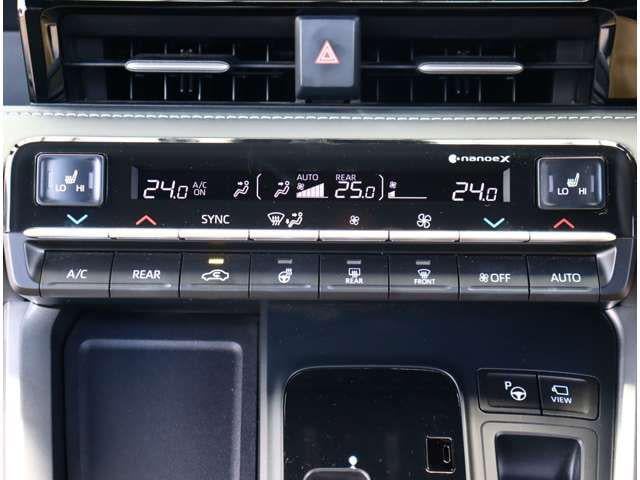 nanoeX
LO HI
24.0 A/C ON AUTO REAR 25.0 24.0
LO HI
SYNC
A/C REAR REAR FRONT OFF AUTO
P VIEW